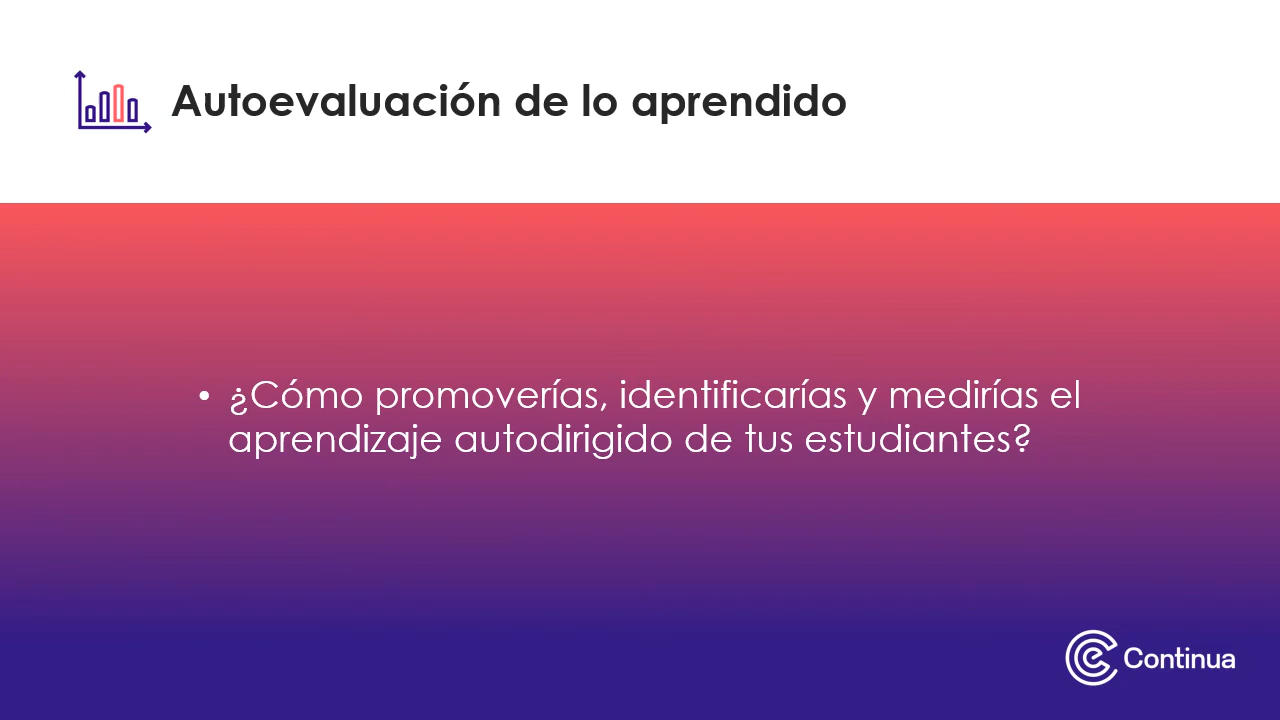 Autoevaluación de lo aprendido
• ¿Cómo promoverías, identificarías y medirías el
aprendizaje autodirigido de tus estudiantes?
Continua